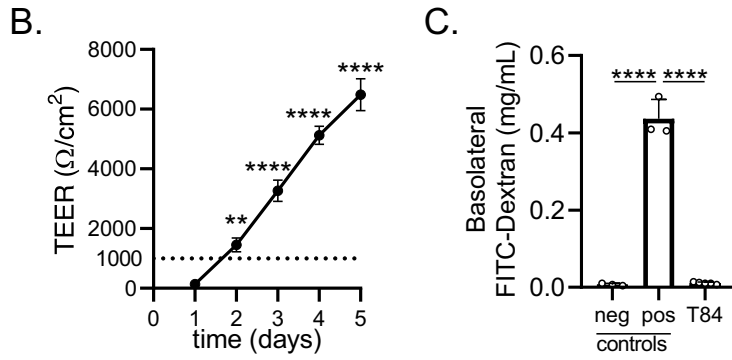 B.
TEER (Ω/cm²)
8000
6000
4000
2000
1000
0
**
****
****
****
0 1 2 3 4 5
time (days)
C.
Basolateral
FITC-Dextran (mg/mL)
0.6
0.4
0.2
0.0
**** ****
neg pos T84
controls